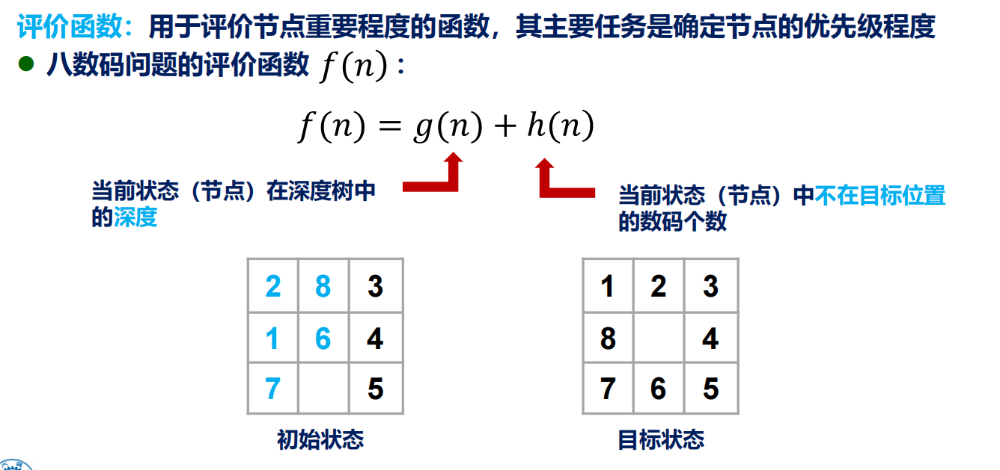 评价函数：用于评价节点重要程度的函数，其主要任务是确定节点的优先级程度
● 八数码问题的评价函数 f(n)：
f(n) = g(n) + h(n)
当前状态（节点）在深度树中
的深度
当前状态（节点）中不在目标位置
的数码个数
2 8 3
1 6 4
7 5
初始状态
1 2 3
8 4
7 6 5
目标状态